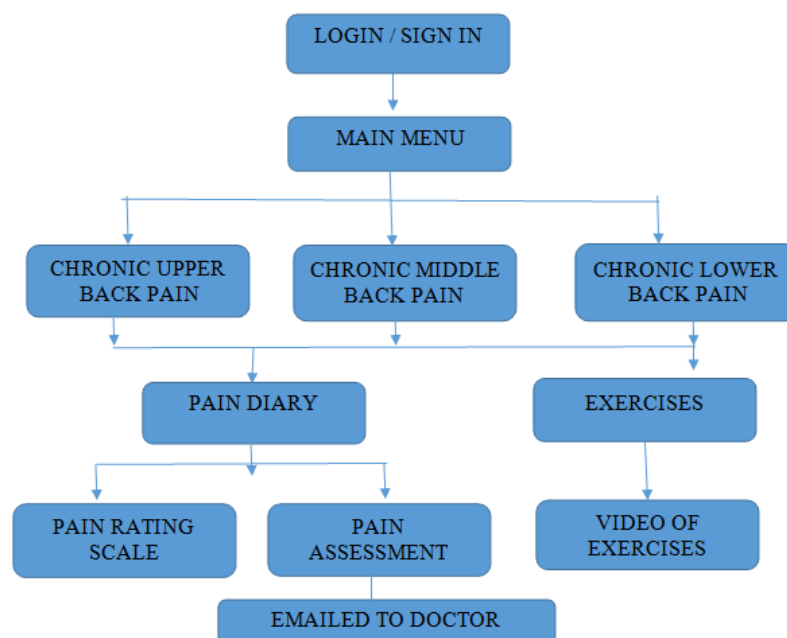 LOGIN / SIGN IN
MAIN MENU
CHRONIC UPPER
BACK PAIN
CHRONIC MIDDLE
BACK PAIN
CHRONIC LOWER
BACK PAIN
PAIN DIARY
EXERCISES
PAIN RATING
SCALE
PAIN
ASSESSMENT
VIDEO OF
EXERCISES
EMAILED TO DOCTOR